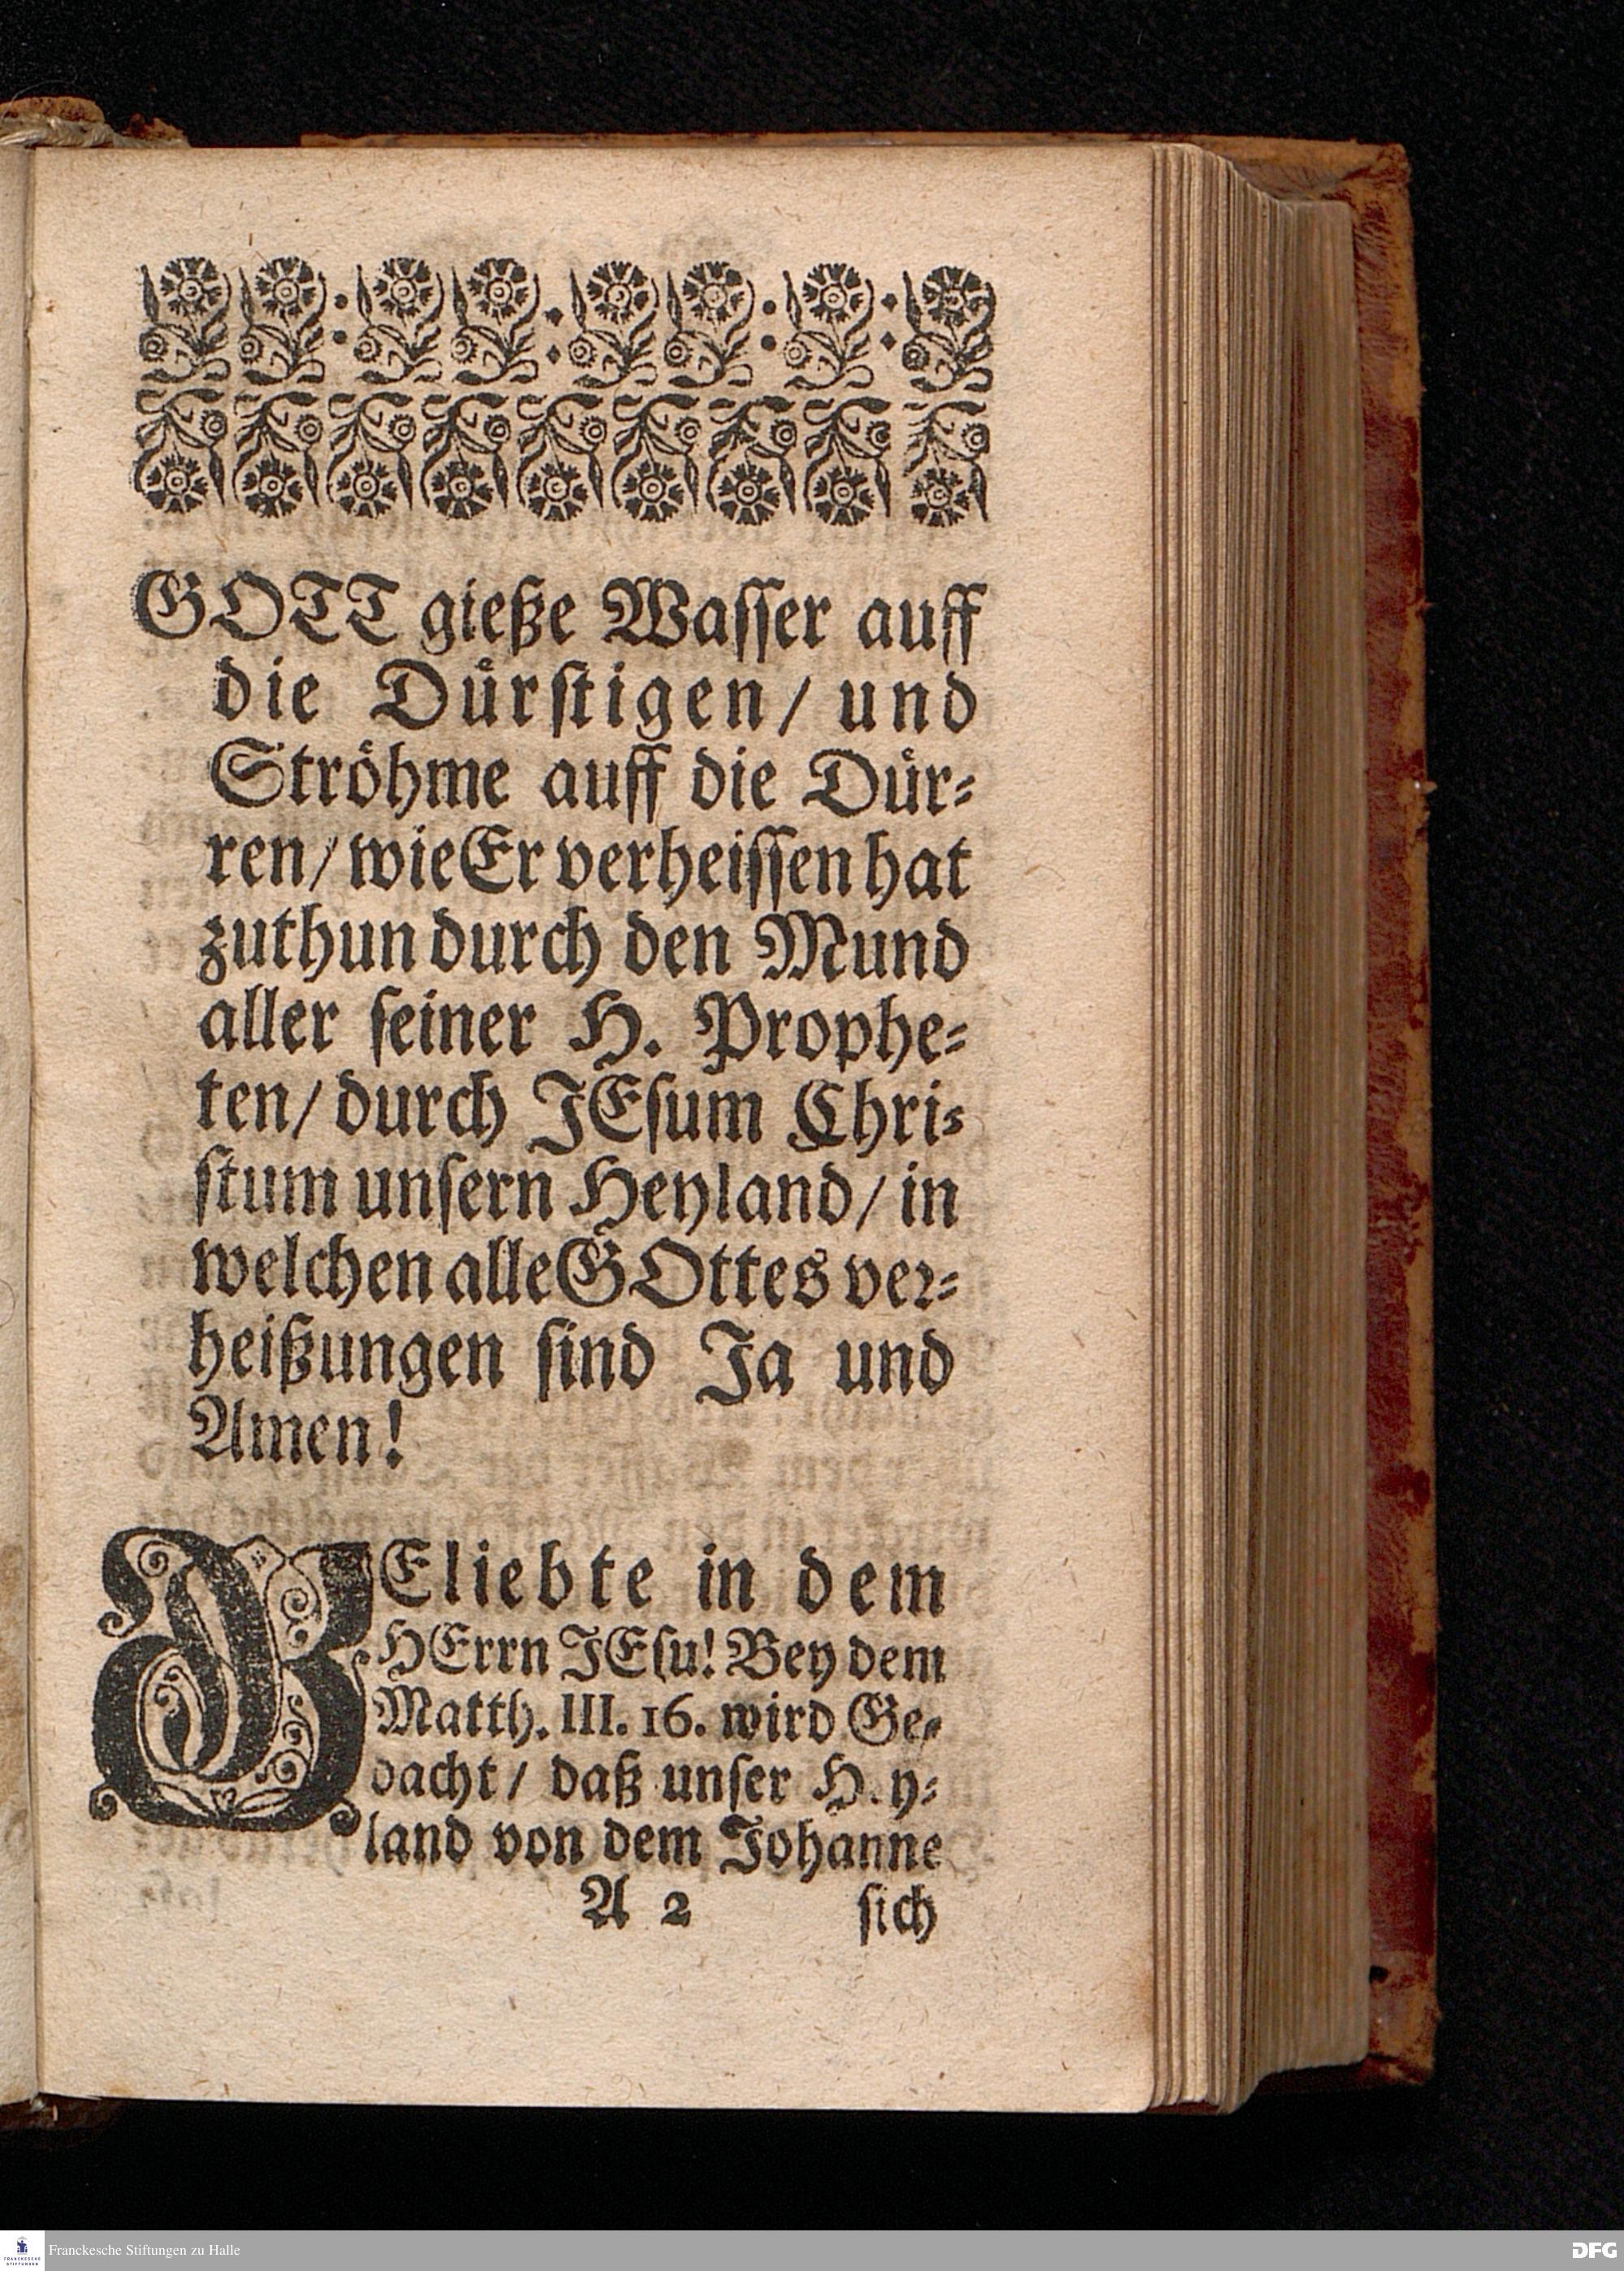 GOTT gieße Waſſer auff
die Dürſtigen/ und
Ströhme auff die Dür⸗
ren/ wie Er verheiſſen hat
zuthun durch den Mund
aller ſeiner H. Prophe⸗
ten/ durch JEſum Chri⸗
ſtum unſern Heyland/ in
welchen alle GOttes ver⸗
heißungen ſind Ja und
Amen!
GEliebte in dem
HErrn JEſu! Bey dem
Matth. III. 16. wird Ge⸗
dacht/ daß unſer H.y⸗
land von dem Johanne
A 2 ſich
FRANCKESCHE
STIFTUNGEN
Franckesche Stiftungen zu Halle
DFG